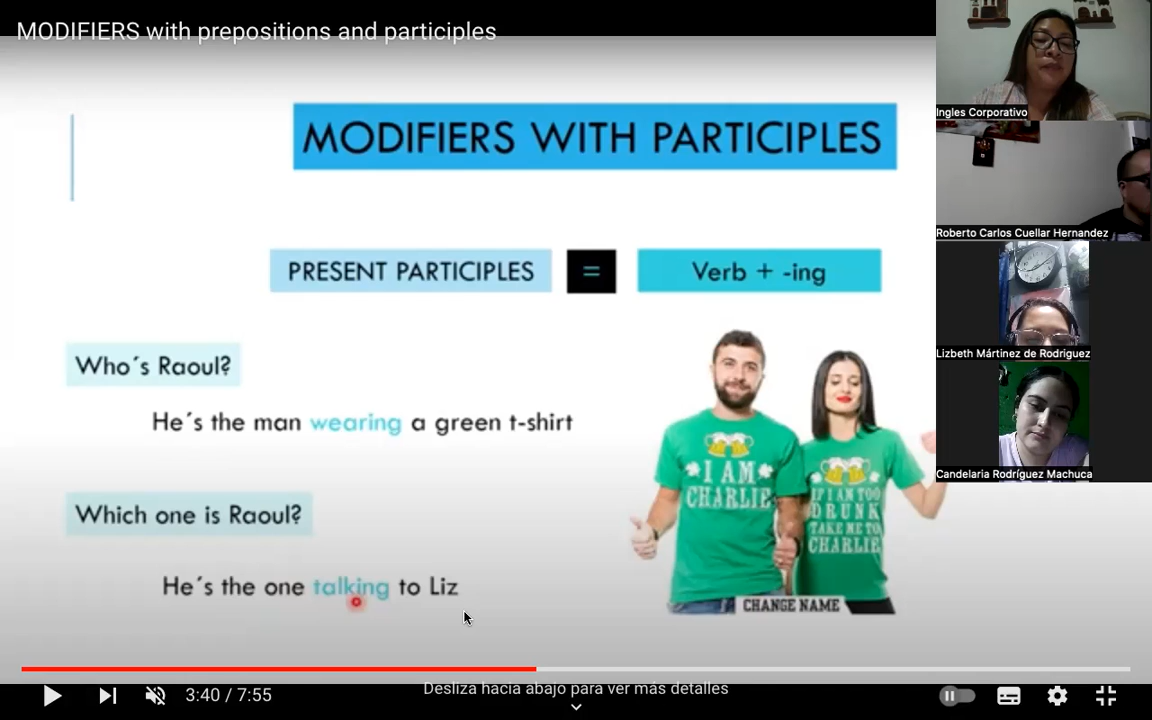 MODIFIERS with prepositions and participles
MODIFIERS WITH PARTICIPLES
PRESENT PARTICIPLES
=
Verb + -ing
Who´s Raoul?
He´s the man wearing a green t-shirt
Which one is Raoul?
He´s the one talking to Liz
I AM
CHARLIE
IF I AM TOO
DRUNK
TAKE ME TO
CHARLIE
CHANGE NAME
3:40 / 7:55
Desliza hacia abajo para ver más detalles
Ingles Corporativo
Roberto Carlos Cuellar Hernandez
Lizbeth Mártinez de Rodriguez
Candelaria Rodríguez Machuca